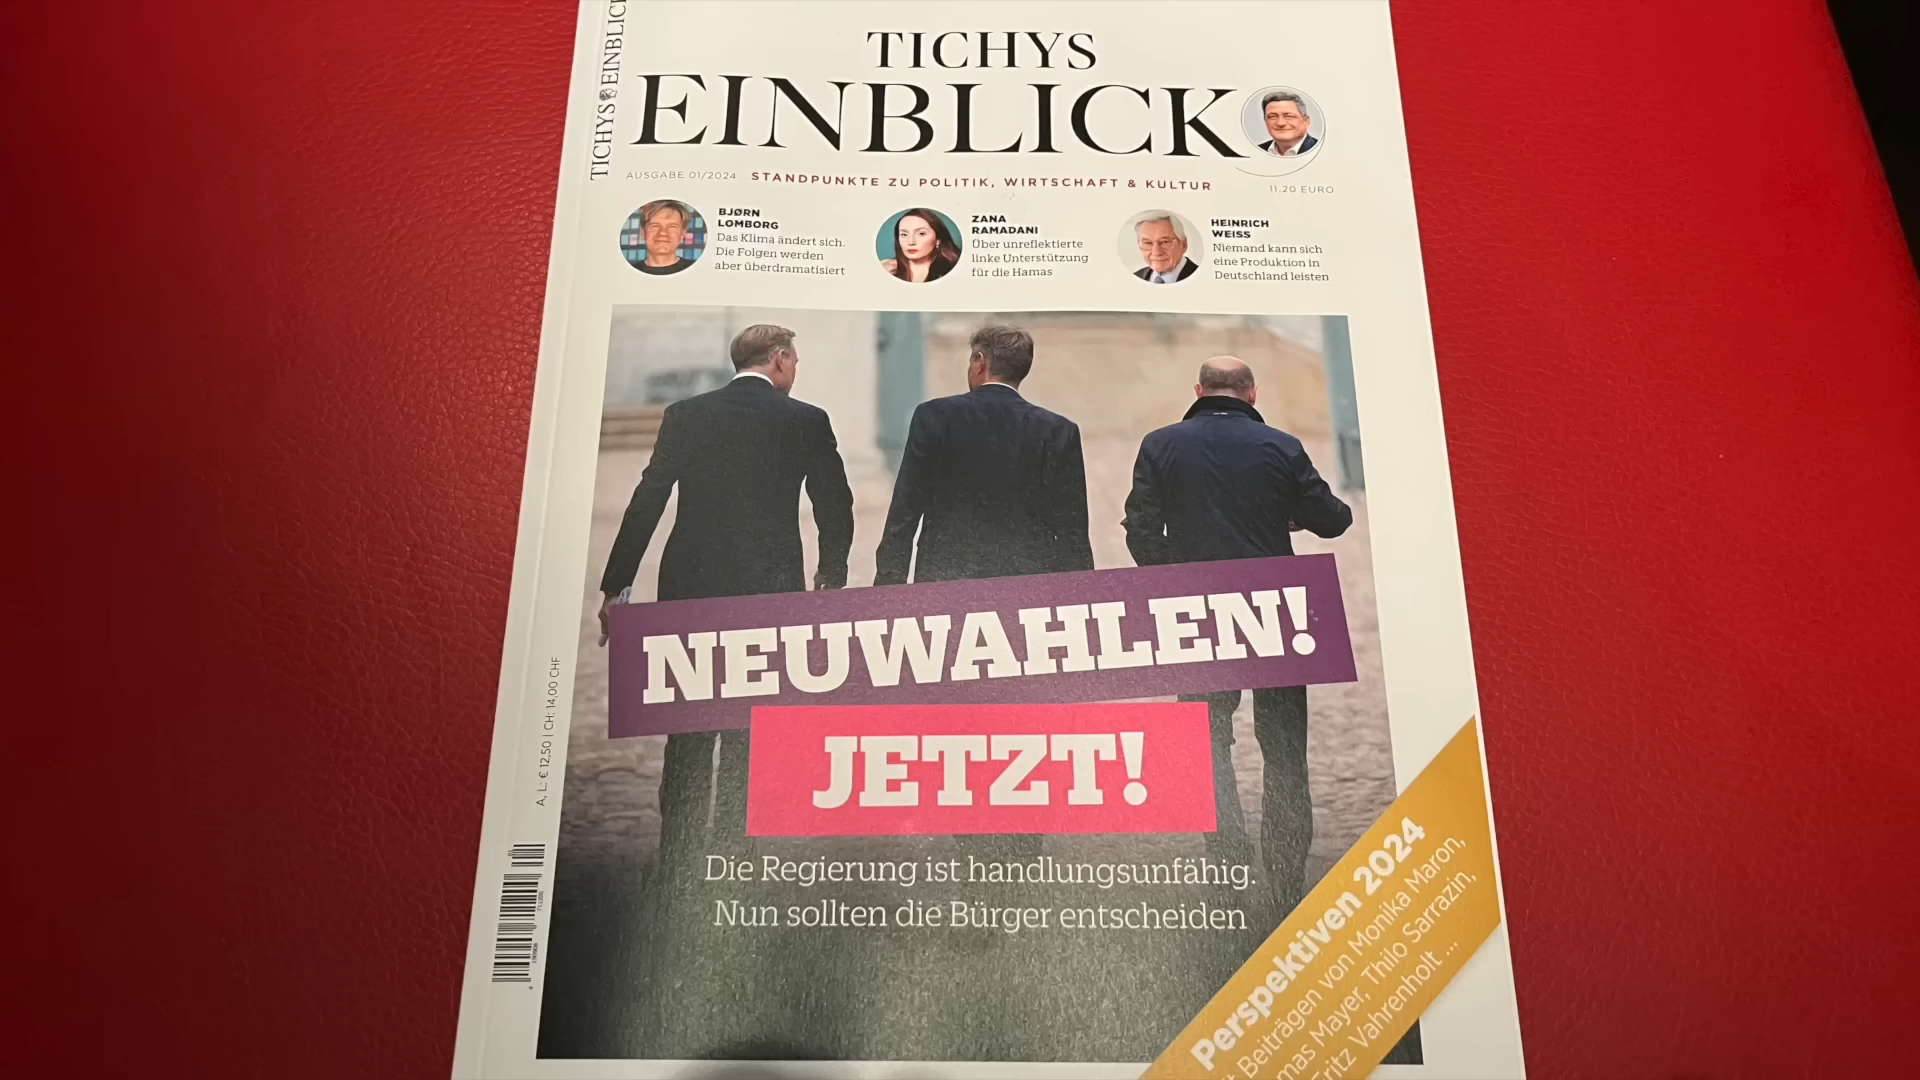 TICHYS EINBLICK
TICHYS
EINBLICK
AUSGABE 01/2024
STANDPUNKTE ZU POLITIK, WIRTSCHAFT & KULTUR
11,20 EURO
BJØRN
LOMBORG
Das Klima ändert sich.
Die Folgen werden
aber überdramatisiert
ZANA
RAMADANI
Über unreflektierte
linke Unterstützung
für die Hamas
HEINRICH
WEISS
Niemand kann sich
eine Produktion in
Deutschland leisten
NEUWAHLEN!
JETZT!
Die Regierung ist handlungsunfähig.
Nun sollten die Bürger entscheiden
A, L: € 12,50 | CH: 14,00 CHF
Perspektiven 2024
t Beiträgen von Monika Maron,
mas Mayer, Thilo Sarrazin,
Fritz Vahrenholt ...